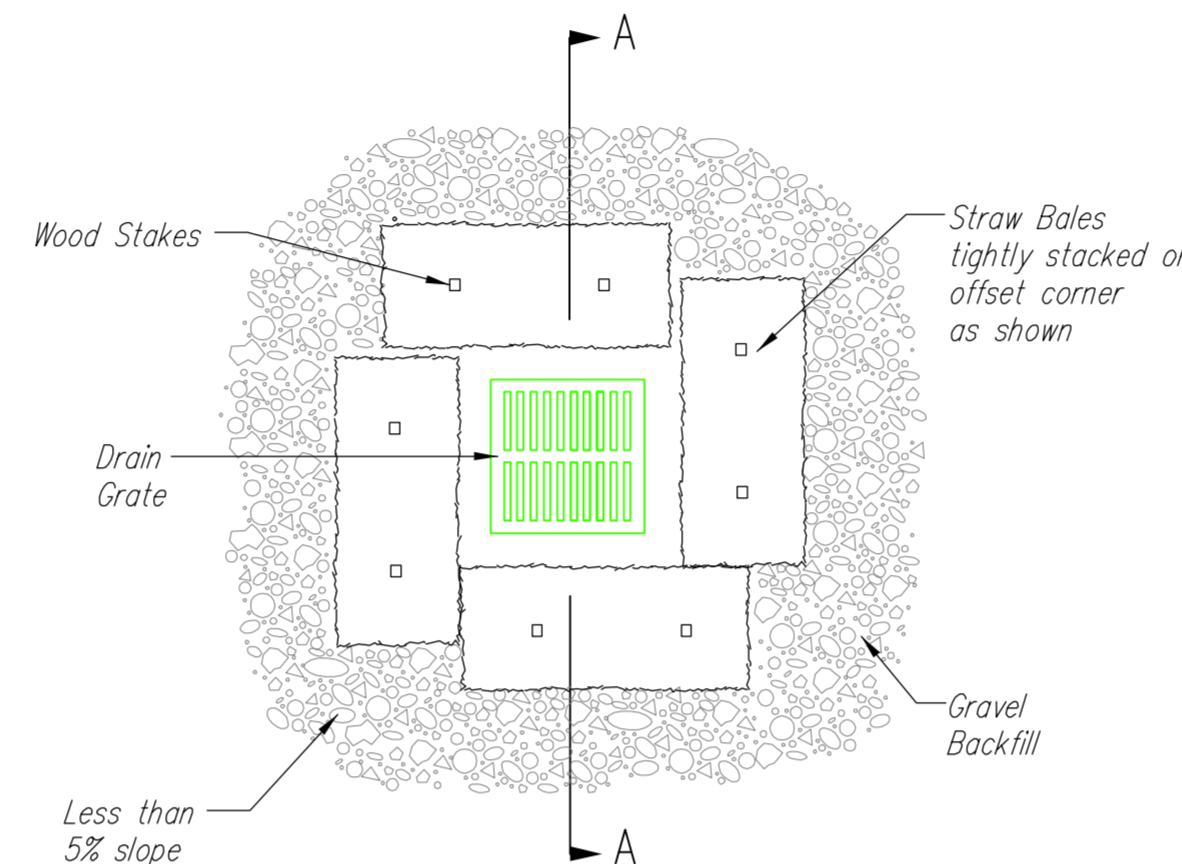 A
Wood Stakes
Straw Bales
tightly stacked
offset corner
as shown
Drain
Grate
Gravel
Backfill
Less than
5% slope
A